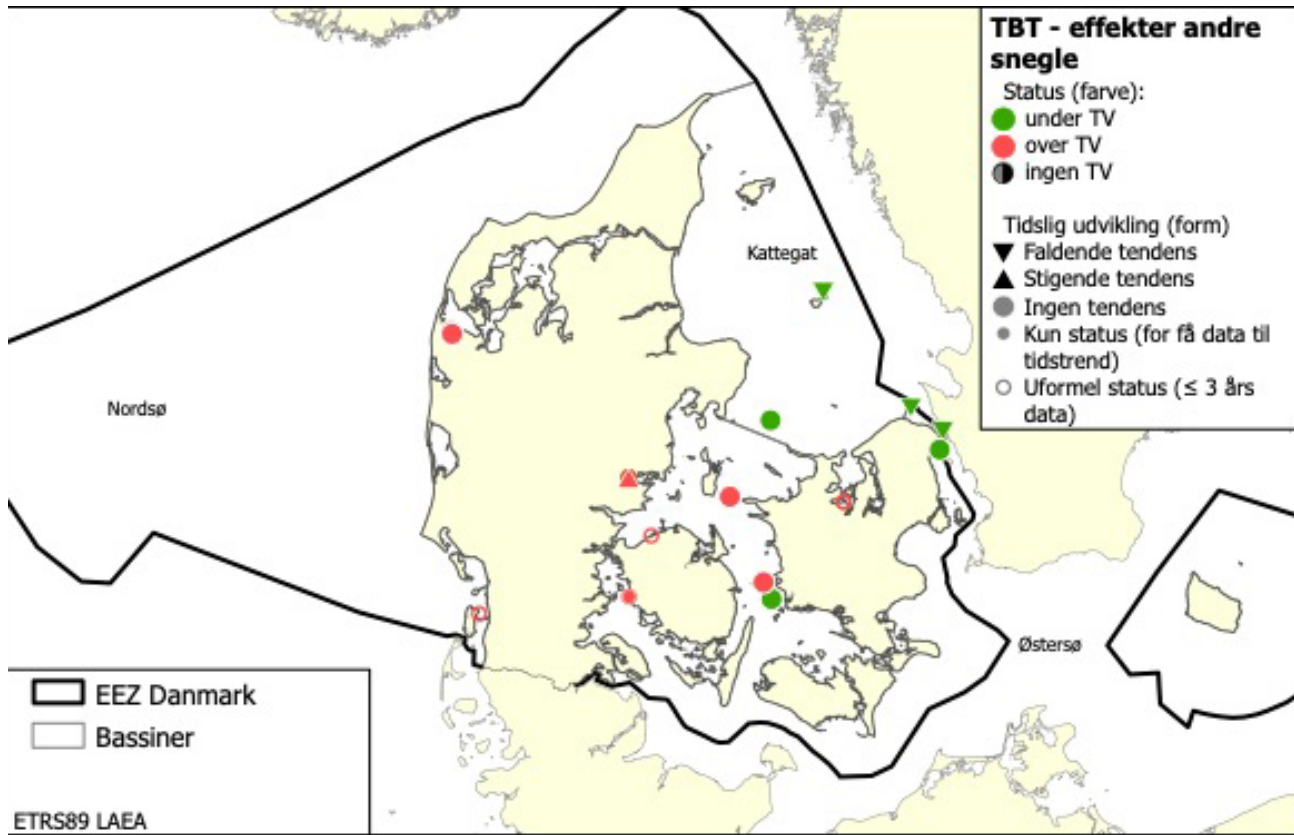 TBT - effekter andre
snegle
Status (farve):
under TV
over TV
ingen TV
Tidslig udvikling (form)
Faldende tendens
Stigende tendens
Ingen tendens
Kun status (for få data til
tidstrend)
Uformel status (≤ 3 års
data)
Kattegat
Nordsø
Østersø
EEZ Danmark
Bassiner
ETRS89 LAEA